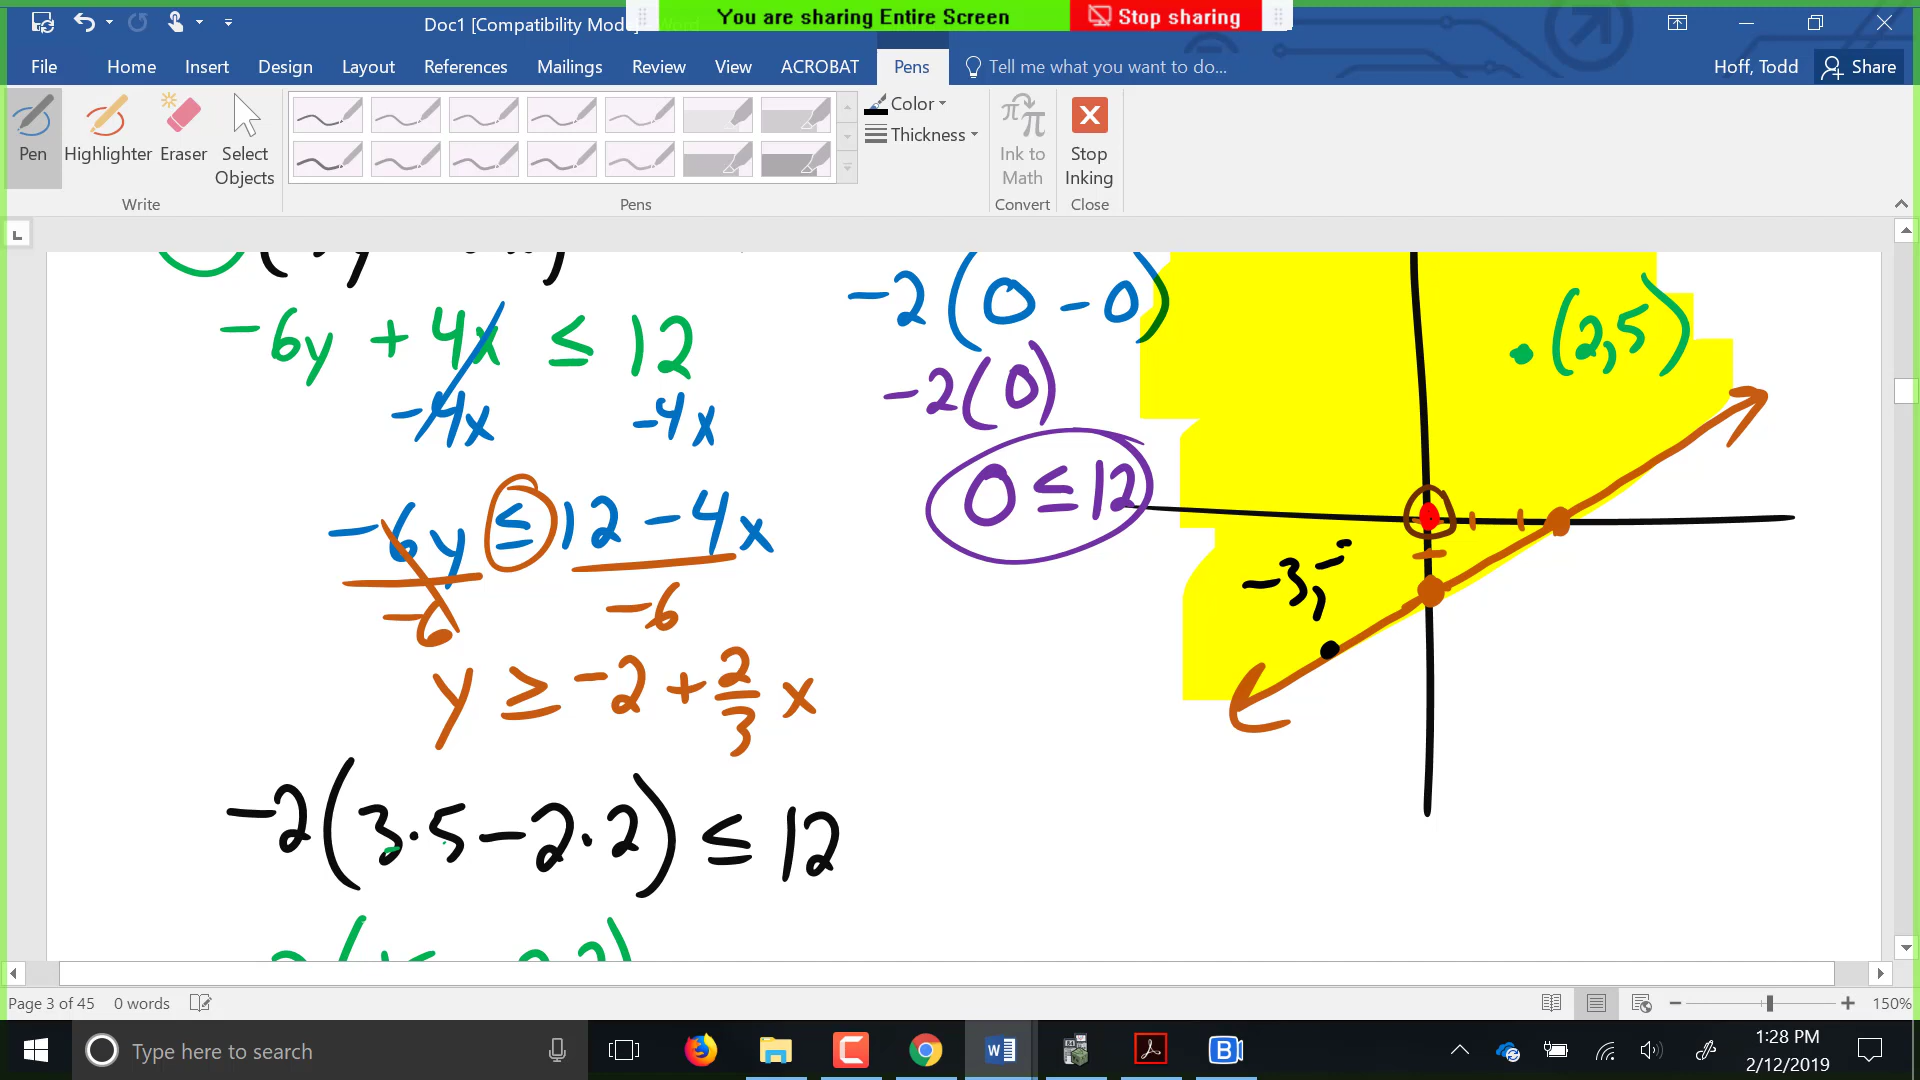 You are sharing Entire Screen
Stop sharing
Doc1 [Compatibility Mod
File Home Insert Design Layout References Mailings Review View ACROBAT Pens Tell me what you want to do... Hoff, Todd Share
Pen Highlighter Eraser Select Objects
Color
Thickness
Ink to Math
Stop Inking
Write Pens Convert Close
-6y + 4x ≤ 12
-4x -4x
-6y ≤ 12 - 4x
-6 -6
y ≥ -2 + 2/3 x
-2(3·5 - 2·2) ≤ 12
-2(0 - 0)
-2(0)
0 ≤ 12
(2,5)
-3, -
Page 3 of 45 0 words 150%
Type here to search
1:28 PM
2/12/2019